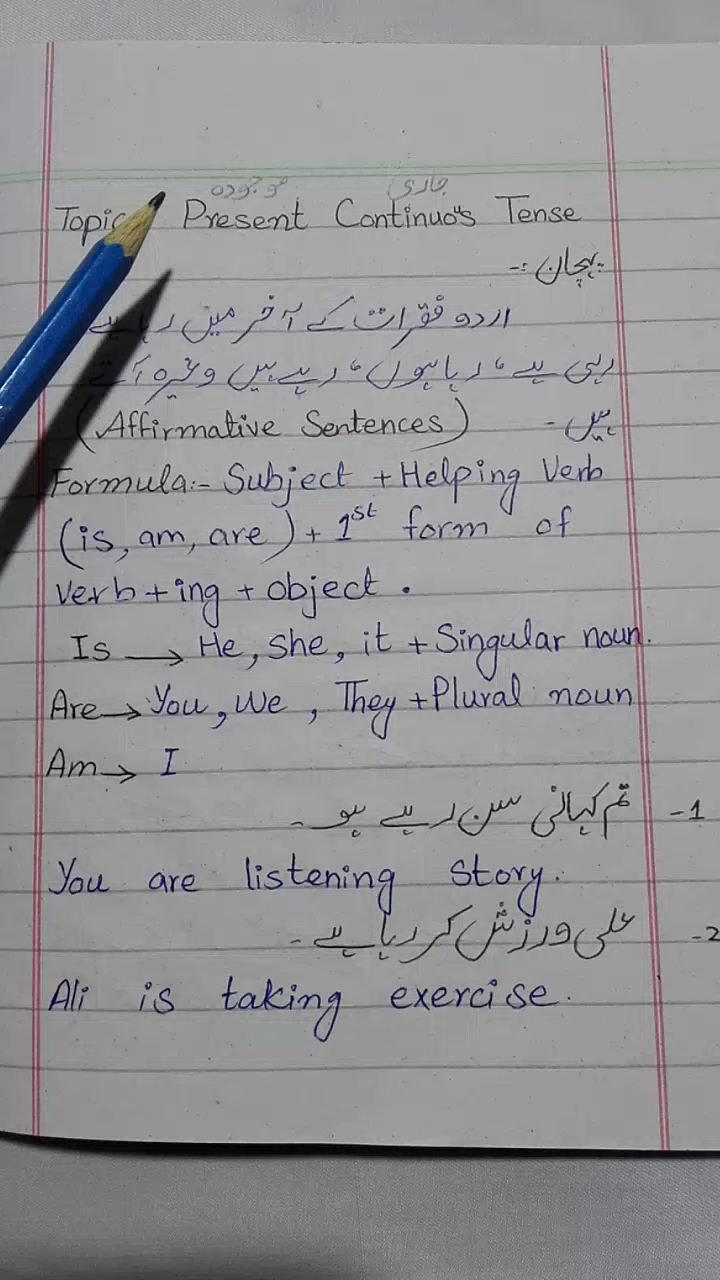 موجودہ جاری
Topic Present Continuo's Tense
پہچان :-
اردو فقرات کے آخر میں رہا ہے
رہی ہے، رہا ہوں، رہے ہیں وغیرہ آتے
(Affirmative Sentences) ہیں -
Formula:- Subject + Helping Verb
(is, am, are) + 1st form of
verb + ing + object .
Is → He, She, it + Singular noun.
Are → You, We, They + Plural noun
Am → I
1- تم کہانی سن رہے ہو -
You are listening story.
2- علی ورزش کر رہا ہے -
Ali is taking exercise.